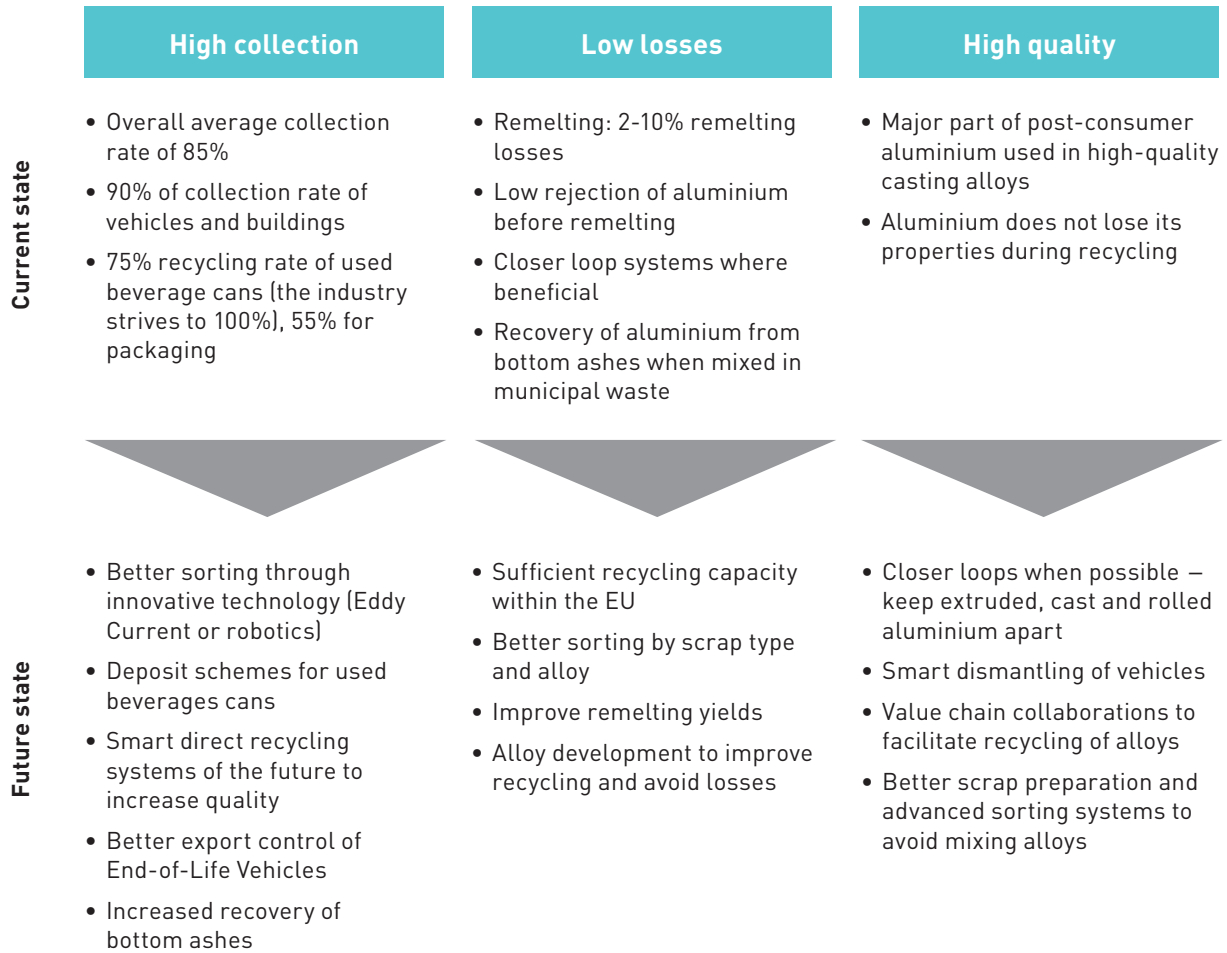 High collection
Low losses
High quality
Current state
• Overall average collection
rate of 85%
• 90% of collection rate of
vehicles and buildings
• 75% recycling rate of used
beverage cans (the industry
strives to 100%), 55% for
packaging
• Remelting: 2-10% remelting
losses
• Low rejection of aluminium
before remelting
• Closer loop systems where
beneficial
• Recovery of aluminium from
bottom ashes when mixed in
municipal waste
• Major part of post-consumer
aluminium used in high-quality
casting alloys
• Aluminium does not lose its
properties during recycling
Future state
• Better sorting through
innovative technology (Eddy
Current or robotics)
• Deposit schemes for used
beverages cans
• Smart direct recycling
systems of the future to
increase quality
• Better export control of
End-of-Life Vehicles
• Increased recovery of
bottom ashes
• Sufficient recycling capacity
within the EU
• Better sorting by scrap type
and alloy
• Improve remelting yields
• Alloy development to improve
recycling and avoid losses
• Closer loops when possible –
keep extruded, cast and rolled
aluminium apart
• Smart dismantling of vehicles
• Value chain collaborations to
facilitate recycling of alloys
• Better scrap preparation and
advanced sorting systems to
avoid mixing alloys